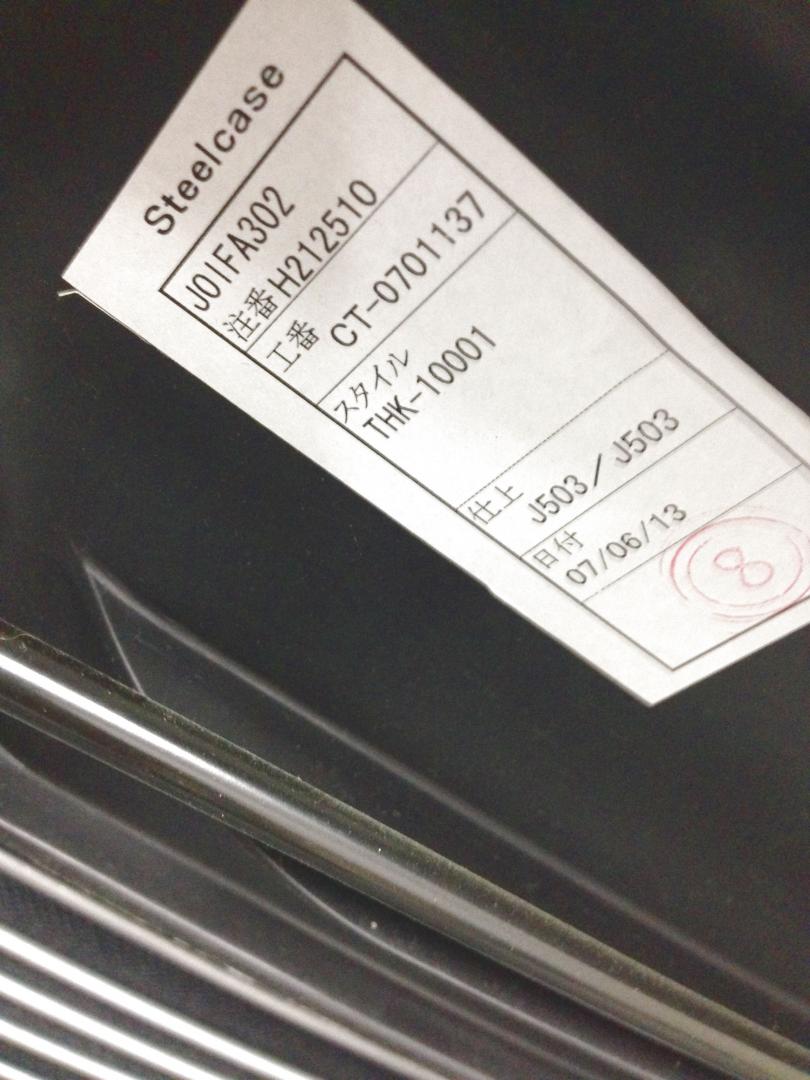 Steelcase
J01FA302
注番 H212510
工番 CT-0701137
スタイル
THK-10001
仕上 J503／J503
日付
07/06/13
8